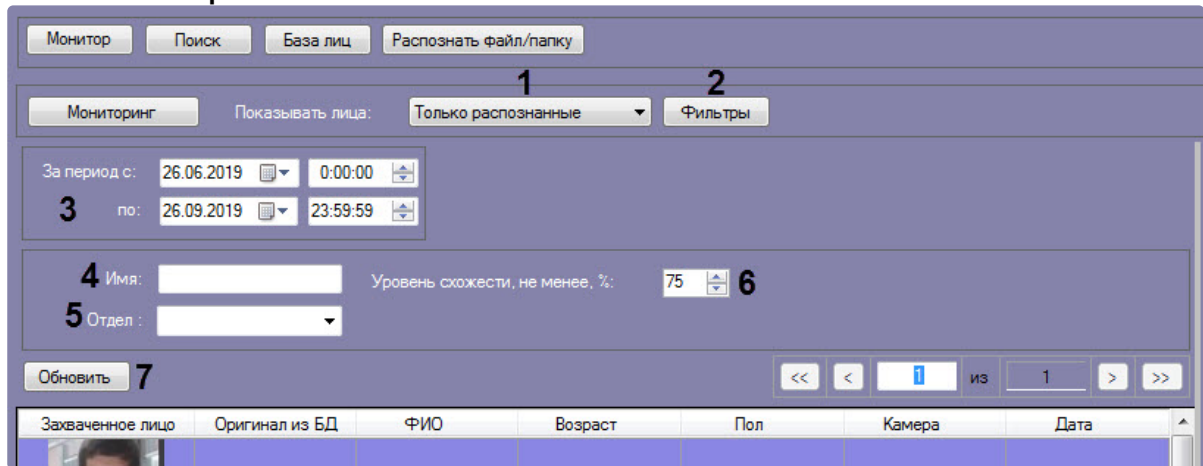 Монитор Поиск База лиц Распознать файл/папку
1 2
Мониторинг Показывать лица: Только распознанные Фильтры
За период с: 26.06.2019 0:00:00
3 по: 26.09.2019 23:59:59
4 Имя: Уровень схожести, не менее, %: 75 6
5 Отдел :
Обновить 7 << < 1 из 1 > >>
Захваченное лицо Оригинал из БД ФИО Возраст Пол Камера Дата